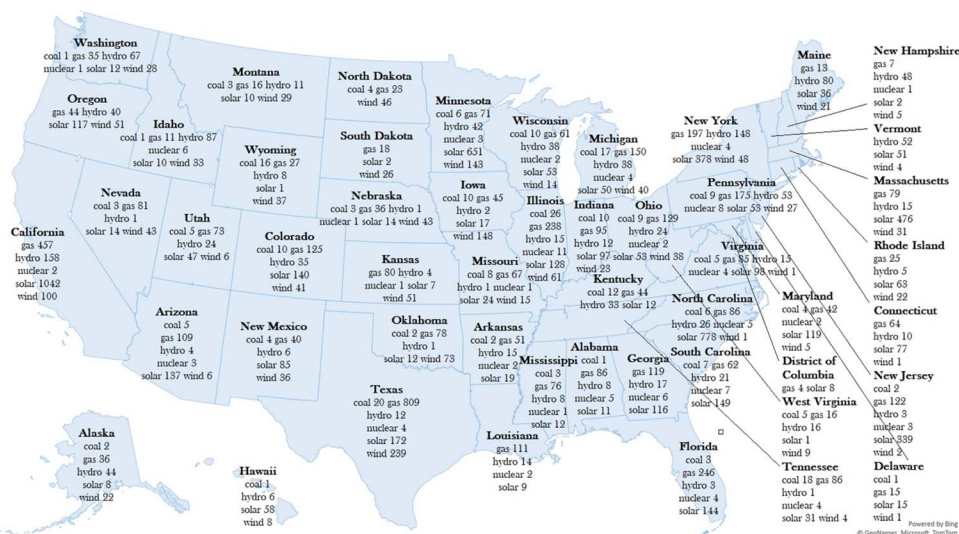 Washington
coal 1 gas 35 hydro 67
nuclear 1 solar 12 wind 28
Oregon
gas 44 hydro 40
solar 117 wind 51
Idaho
coal 1 gas 11 hydro 87
nuclear 6
solar 10 wind 33
Montana
coal 3 gas 16 hydro 11
solar 10 wind 29
North Dakota
coal 4 gas 23
wind 46
South Dakota
gas 18
solar 2
wind 26
Wyoming
coal 16 gas 27
hydro 8
solar 1
wind 37
Nebraska
coal 3 gas 36 hydro 1
nuclear 1 solar 14 wind 43
Nevada
coal 3 gas 81
hydro 1
solar 14 wind 43
Utah
coal 5 gas 73
hydro 24
solar 47 wind 6
Colorado
coal 10 gas 125
hydro 35
solar 140
wind 41
Kansas
gas 80 hydro 4
nuclear 1 solar 7
wind 51
California
gas 457
hydro 158
nuclear 2
solar 1042
wind 100
Arizona
coal 5
gas 109
hydro 4
nuclear 3
solar 137 wind 6
New Mexico
coal 4 gas 40
hydro 6
solar 85
wind 36
Oklahoma
coal 2 gas 78
hydro 1
solar 12 wind 73
Texas
coal 20 gas 809
hydro 12
nuclear 4
solar 172
wind 239
Alaska
coal 2
gas 36
hydro 44
solar 8
wind 22
Hawaii
coal 1
hydro 6
solar 58
wind 8
Minnesota
coal 6 gas 71
hydro 42
nuclear 3
solar 651
wind 143
Iowa
coal 10 gas 45
hydro 2
solar 17
wind 148
Missouri
coal 8 gas 67
hydro 1 nuclear 1
solar 24 wind 15
Arkansas
coal 2 gas 51
hydro 15
nuclear 2
solar 19
Louisiana
gas 111
hydro 14
nuclear 2
solar 9
Wisconsin
coal 10 gas 61
hydro 38
nuclear 2
solar 53
wind 14
Illinois
coal 26
gas 238
hydro 15
nuclear 11
solar 128
wind 61
Michigan
coal 17 gas 150
hydro 38
nuclear 4
solar 50 wind 40
Indiana
coal 10
gas 95
hydro 12
solar 97
wind 23
Ohio
coal 9 gas 129
hydro 24
nuclear 2
solar 53 wind 38
Kentucky
coal 12 gas 44
hydro 33 solar 12
Mississippi
coal 3
gas 76
hydro 8
nuclear 1
solar 12
Alabama
coal 1
gas 86
hydro 8
nuclear 5
solar 11
Georgia
gas 119
hydro 17
nuclear 6
solar 116
Florida
coal 3
gas 246
hydro 3
nuclear 4
solar 144
South Carolina
coal 7 gas 62
hydro 21
nuclear 7
solar 149
North Carolina
coal 6 gas 86
hydro 26 nuclear 5
solar 778 wind 1
Virginia
coal 5 gas 85 hydro 15
nuclear 4 solar 98 wind 1
Pennsylvania
coal 9 gas 175 hydro 53
nuclear 8 solar 53 wind 27
New York
gas 197 hydro 148
nuclear 4
solar 378 wind 48
Maine
gas 13
hydro 80
solar 36
wind 21
Maryland
coal 4 gas 42
nuclear 2
solar 119
wind 5
District of
Columbia
gas 4 solar 8
West Virginia
coal 5 gas 16
hydro 16
solar 1
wind 9
Tennessee
coal 18 gas 86
hydro 1
nuclear 4
solar 31 wind 4
New Hampshire
gas 7
hydro 48
nuclear 1
solar 2
wind 5
Vermont
hydro 52
solar 51
wind 4
Massachusetts
gas 79
hydro 15
solar 476
wind 31
Rhode Island
gas 25
hydro 5
solar 63
wind 22
Connecticut
gas 64
hydro 10
solar 77
wind 1
New Jersey
coal 2
gas 122
hydro 3
nuclear 3
solar 339
wind 2
Delaware
coal 1
gas 15
solar 15
wind 1
Powered by Bing
© GeoNames, Microsoft, TomTom